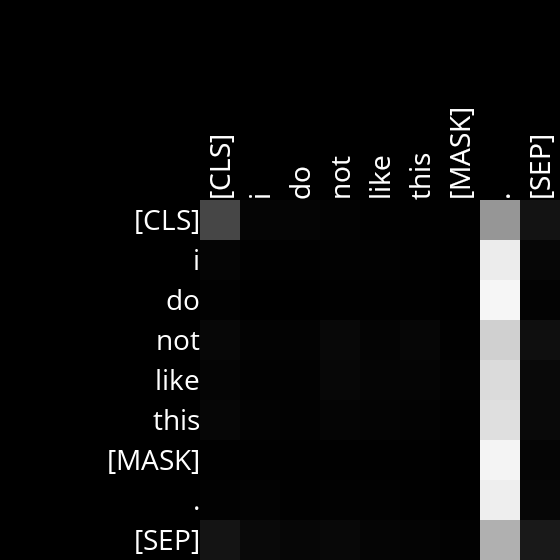 [CLS] i do not like this [MASK] . [SEP]
[CLS]
i
do
not
like
this
[MASK]
.
[SEP]